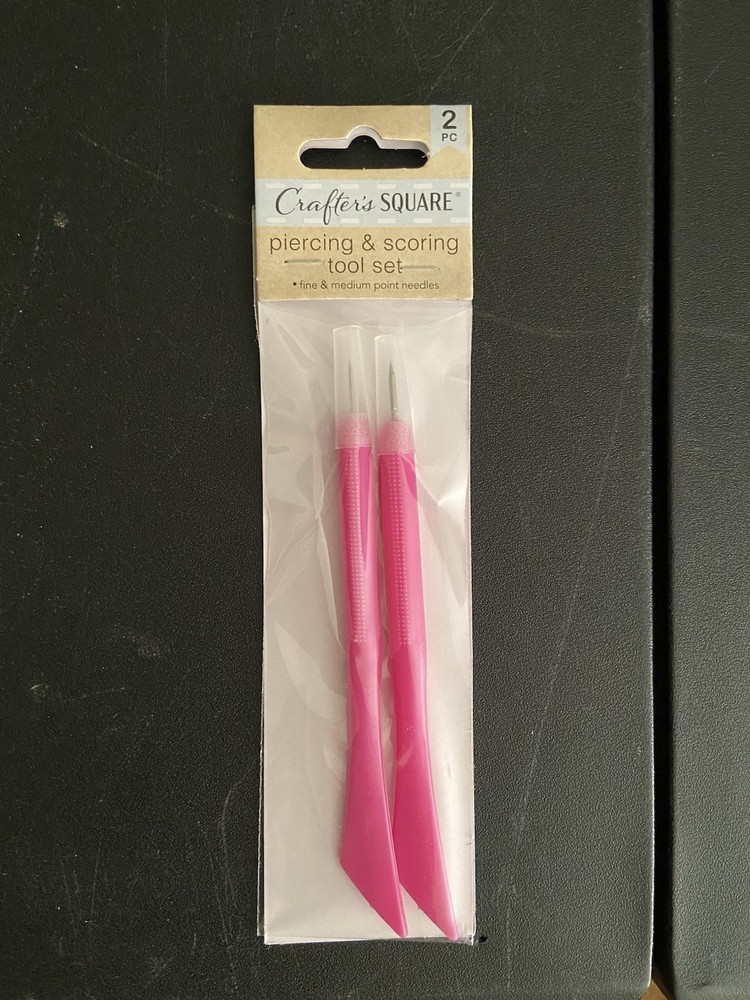 2
PC
Crafter's SQUARE®
piercing & scoring
tool set
• fine & medium point needles